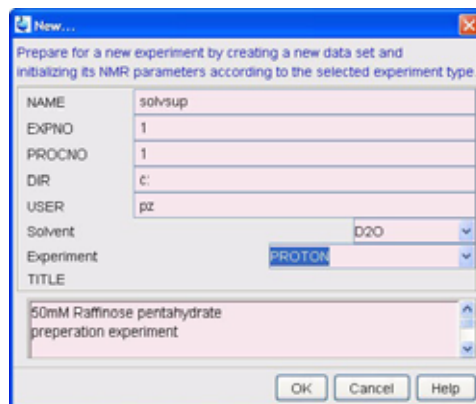 New...
Prepare for a new experiment by creating a new data set and
initializing its NMR parameters according to the selected experiment type.
NAME solvsup
EXPNO 1
PROCNO 1
DIR c:
USER pz
Solvent D2O
Experiment PROTON
TITLE
50mM Raffinose pentahydrate
preperation experiment
OK Cancel Help